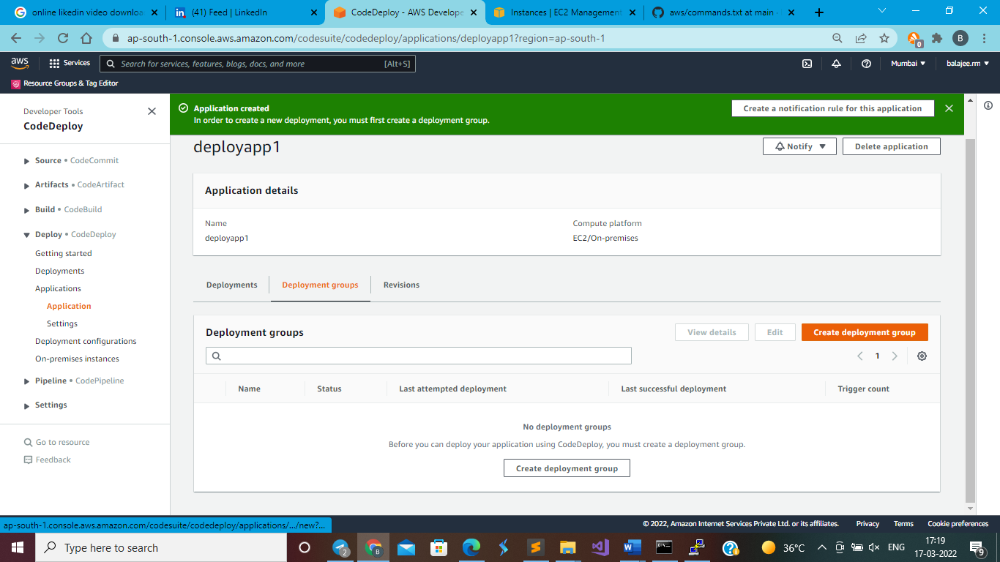 online likedin video downloa
(41) Feed | LinkedIn
CodeDeploy - AWS Develope
Instances | EC2 Management
aws/commands.txt at main
ap-south-1.console.aws.amazon.com/codesuite/codedeploy/applications/deployapp1?region=ap-south-1
0
B
aws
Services
Search for services, features, blogs, docs, and more
[Alt+S]
Mumbai
balajee.rm
Resource Groups & Tag Editor
Developer Tools
CodeDeploy
Source • CodeCommit
Artifacts • CodeArtifact
Build • CodeBuild
Deploy • CodeDeploy
Getting started
Deployments
Applications
Application
Settings
Deployment configurations
On-premises instances
Pipeline • CodePipeline
Settings
Go to resource
Feedback
Application created
In order to create a new deployment, you must first create a deployment group.
Create a notification rule for this application
deployapp1
Notify
Delete application
Application details
Name
deployapp1
Compute platform
EC2/On-premises
Deployments
Deployment groups
Revisions
Deployment groups
View details
Edit
Create deployment group
1
Name
Status
Last attempted deployment
Last successful deployment
Trigger count
No deployment groups
Before you can deploy your application using CodeDeploy, you must create a deployment group.
Create deployment group
ap-south-1.console.aws.amazon.com/codesuite/codedeploy/applications/.../new?...
© 2022, Amazon Internet Services Private Ltd. or its affiliates.
Privacy
Terms
Cookie preferences
Type here to search
2
B
36°C
ENG
17:19
17-03-2022
9